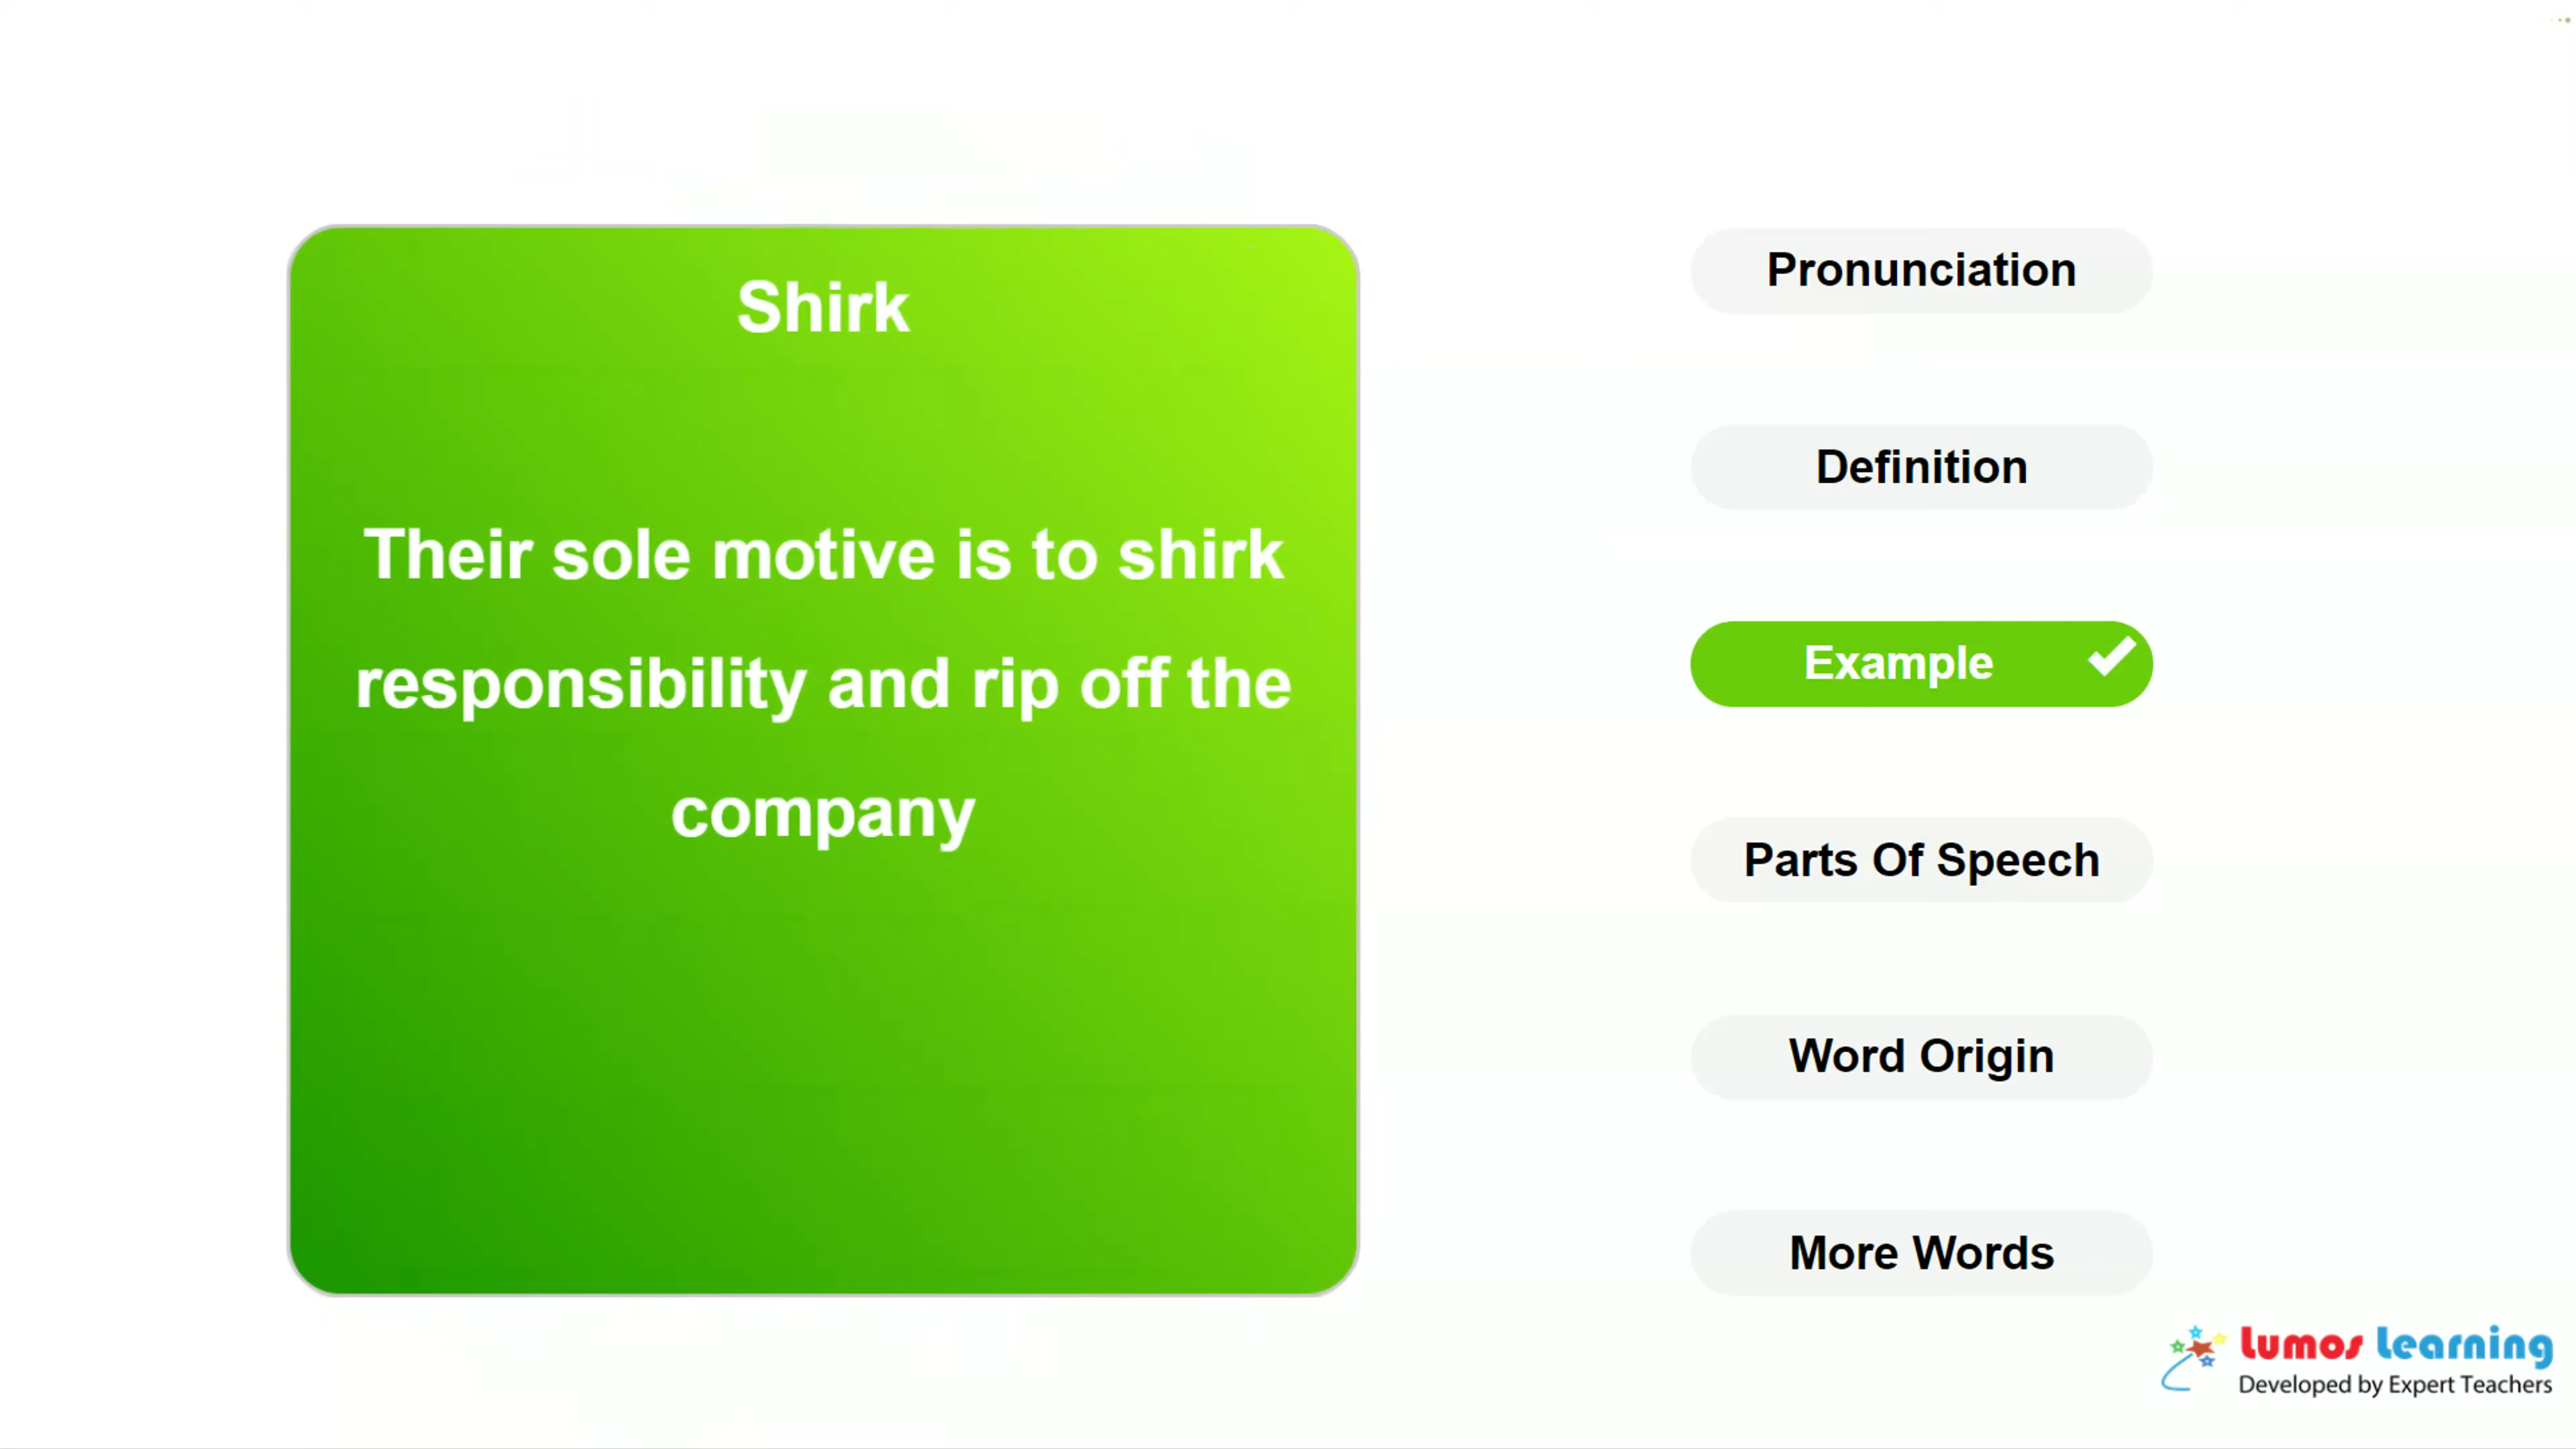 Shirk
Their sole motive is to shirk
responsibility and rip off the
company
Pronunciation
Definition
Example
Parts Of Speech
Word Origin
More Words
Lumos Learning
Developed by Expert Teachers